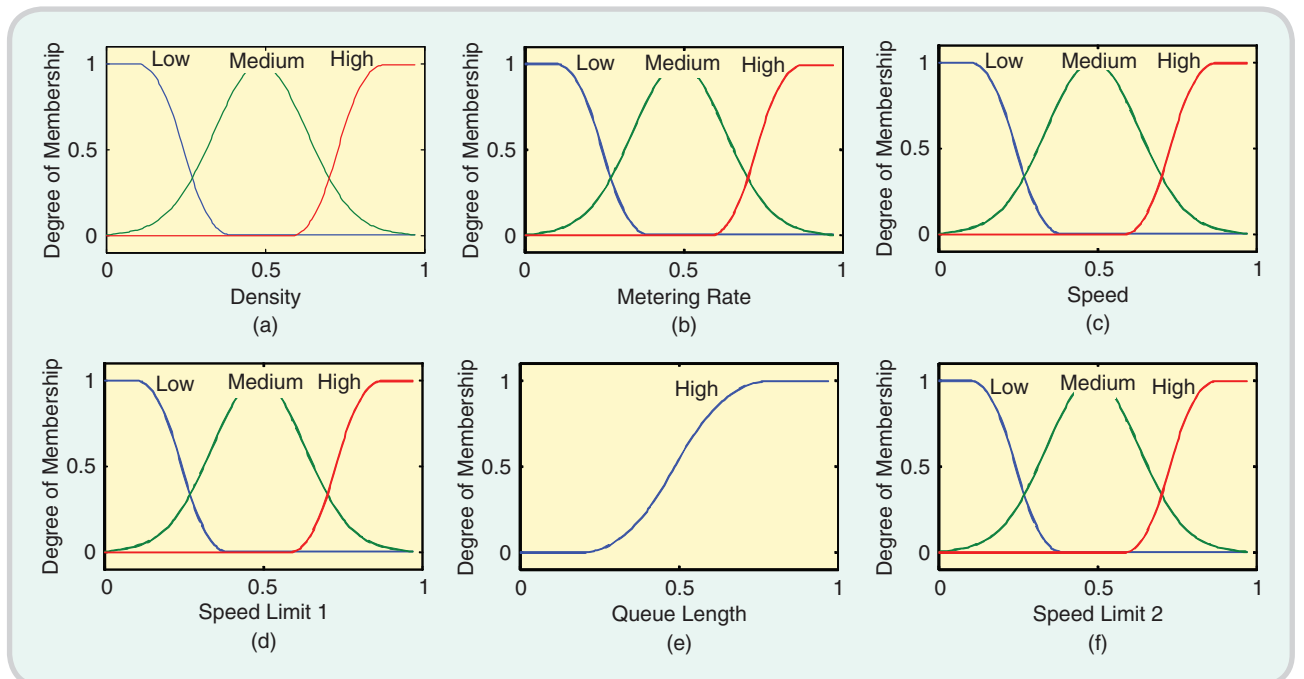 Degree of Membership
1
0.5
0
Low
Medium
High
0
0.5
1
Density
(a)
Degree of Membership
1
0.5
0
Low
Medium
High
0
0.5
1
Metering Rate
(b)
Degree of Membership
1
0.5
0
Low
Medium
High
0
0.5
1
Speed
(c)
Degree of Membership
1
0.5
0
Low
Medium
High
0
0.5
1
Speed Limit 1
(d)
Degree of Membership
1
0.5
0
High
0
0.5
1
Queue Length
(e)
Degree of Membership
1
0.5
0
Low
Medium
High
0
0.5
1
Speed Limit 2
(f)